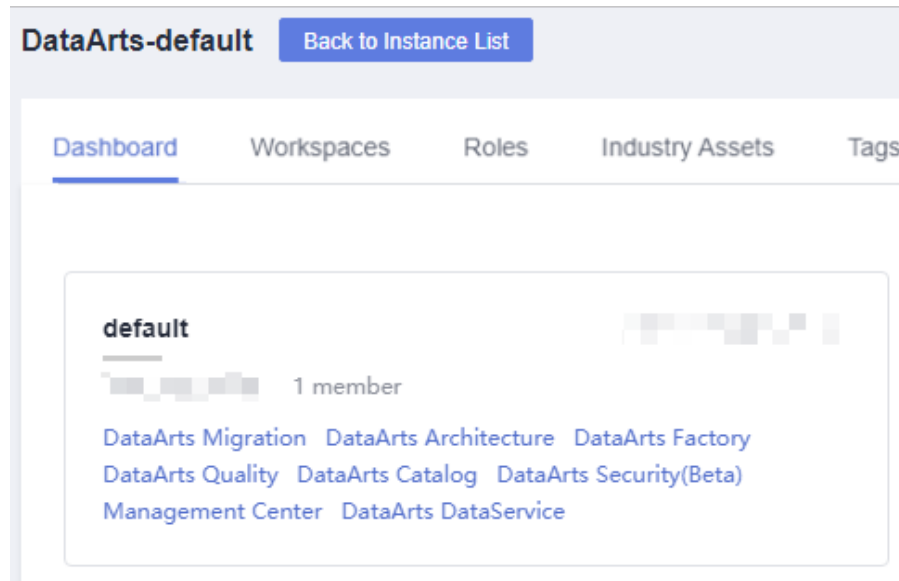 DataArts-default Back to Instance List
Dashboard Workspaces Roles Industry Assets Tags
default
1 member
DataArts Migration DataArts Architecture DataArts Factory
DataArts Quality DataArts Catalog DataArts Security(Beta)
Management Center DataArts DataService